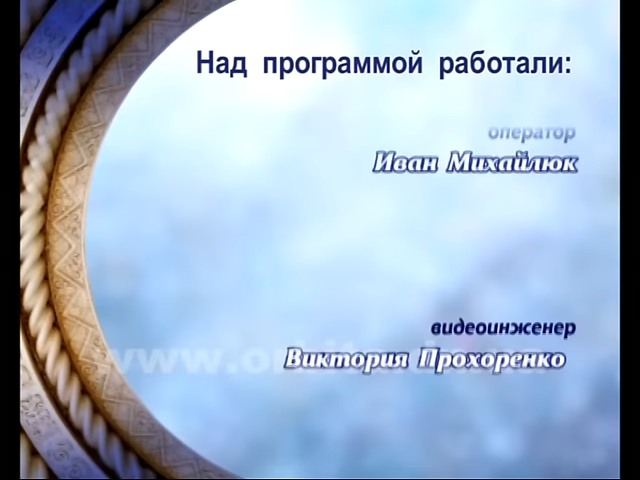 Над программой работали:
оператор
Иван Михайлюк
видеоинженер
Виктория Прохоренко